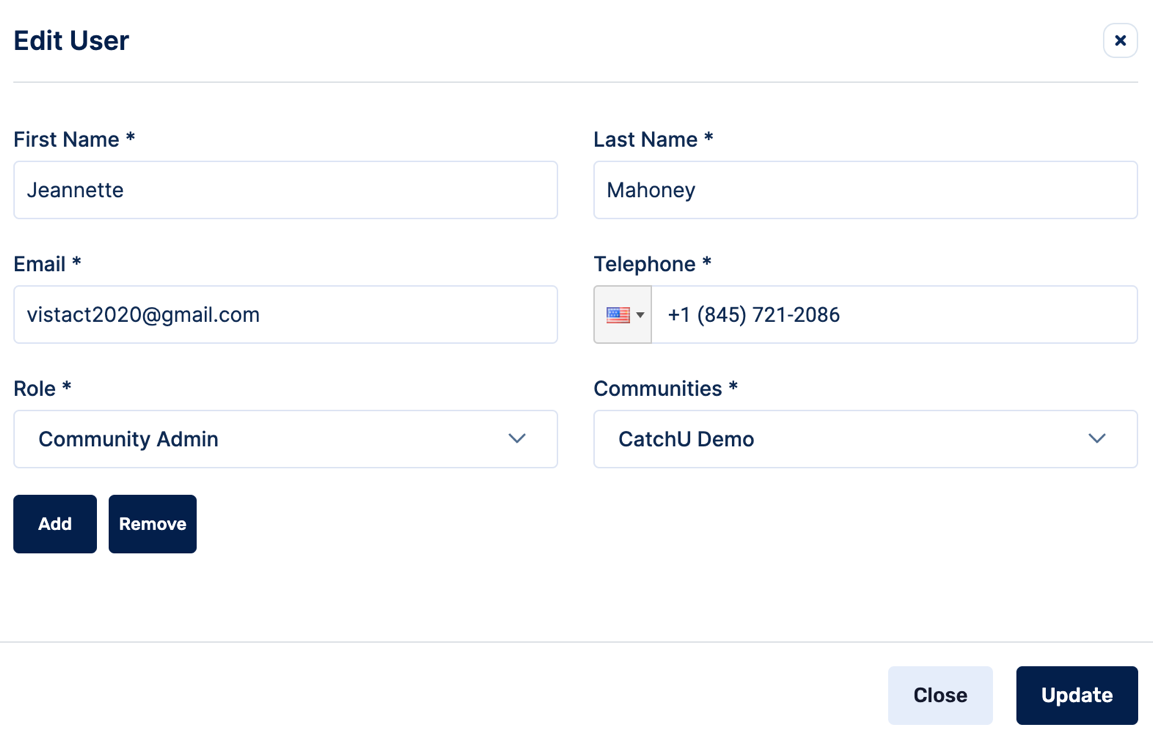 Edit User
First Name *
Last Name *
Jeannette
Mahoney
Email *
Telephone *
vistact2020@gmail.com
+1 (845) 721-2086
Role *
Communities *
Community Admin
CatchU Demo
Add
Remove
Close
Update